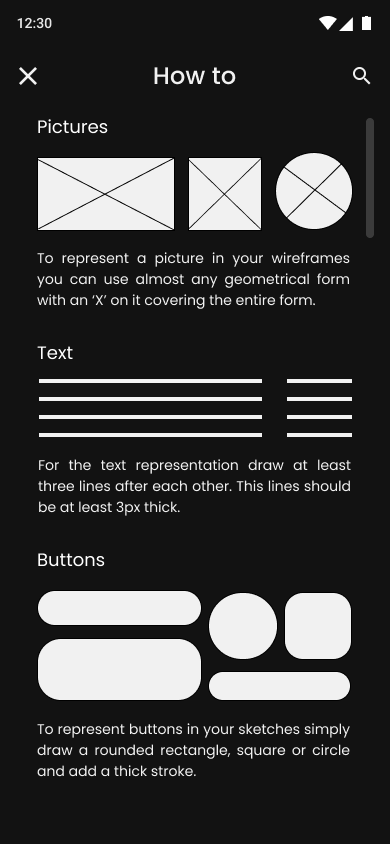 12:30
How to
Pictures
To represent a picture in your wireframes
you can use almost any geometrical form
with an ‘X’ on it covering the entire form.
Text
For the text representation draw at least
three lines after each other. This lines should
be at least 3px thick.
Buttons
To represent buttons in your sketches simply
draw a rounded rectangle, square or circle
and add a thick stroke.